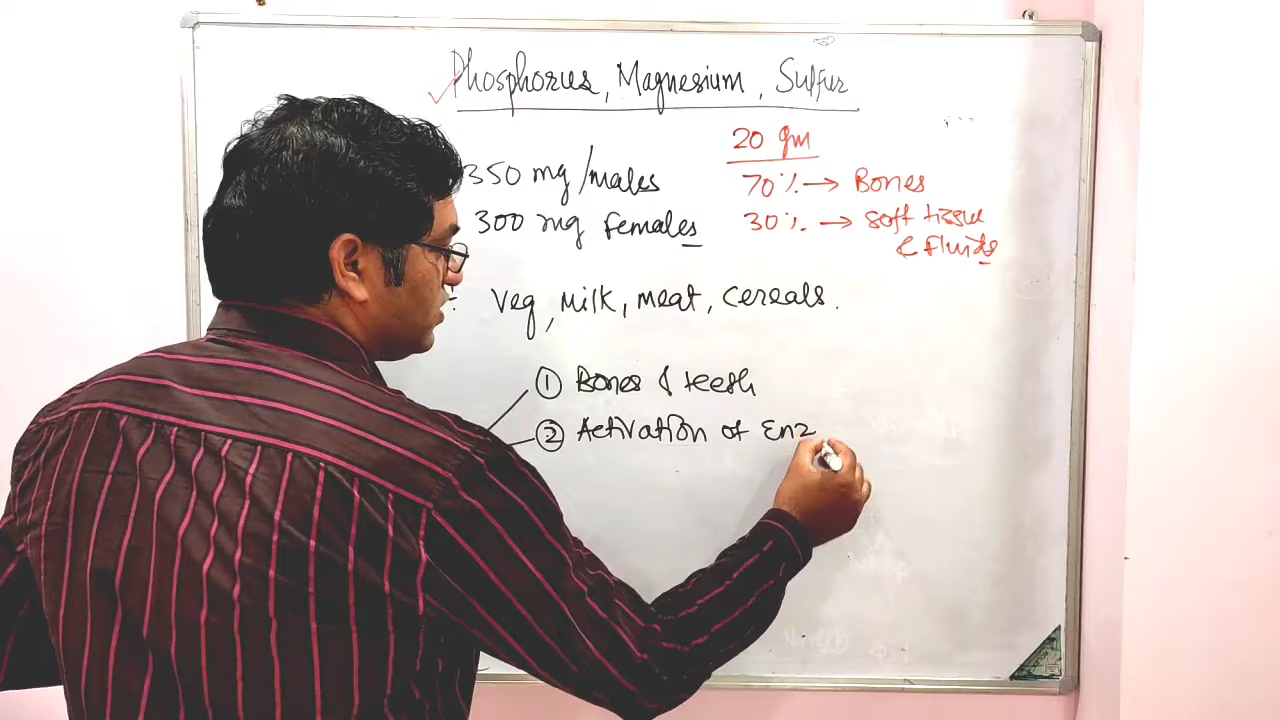 Phosphorus, Magnesium, Sulfur
20 gm
350 mg/males
70% → Bones
300 mg females
30% → soft tissue
& fluids
: Veg, milk, meat, cereals.
① Bones & teeth
② Activation of Enz